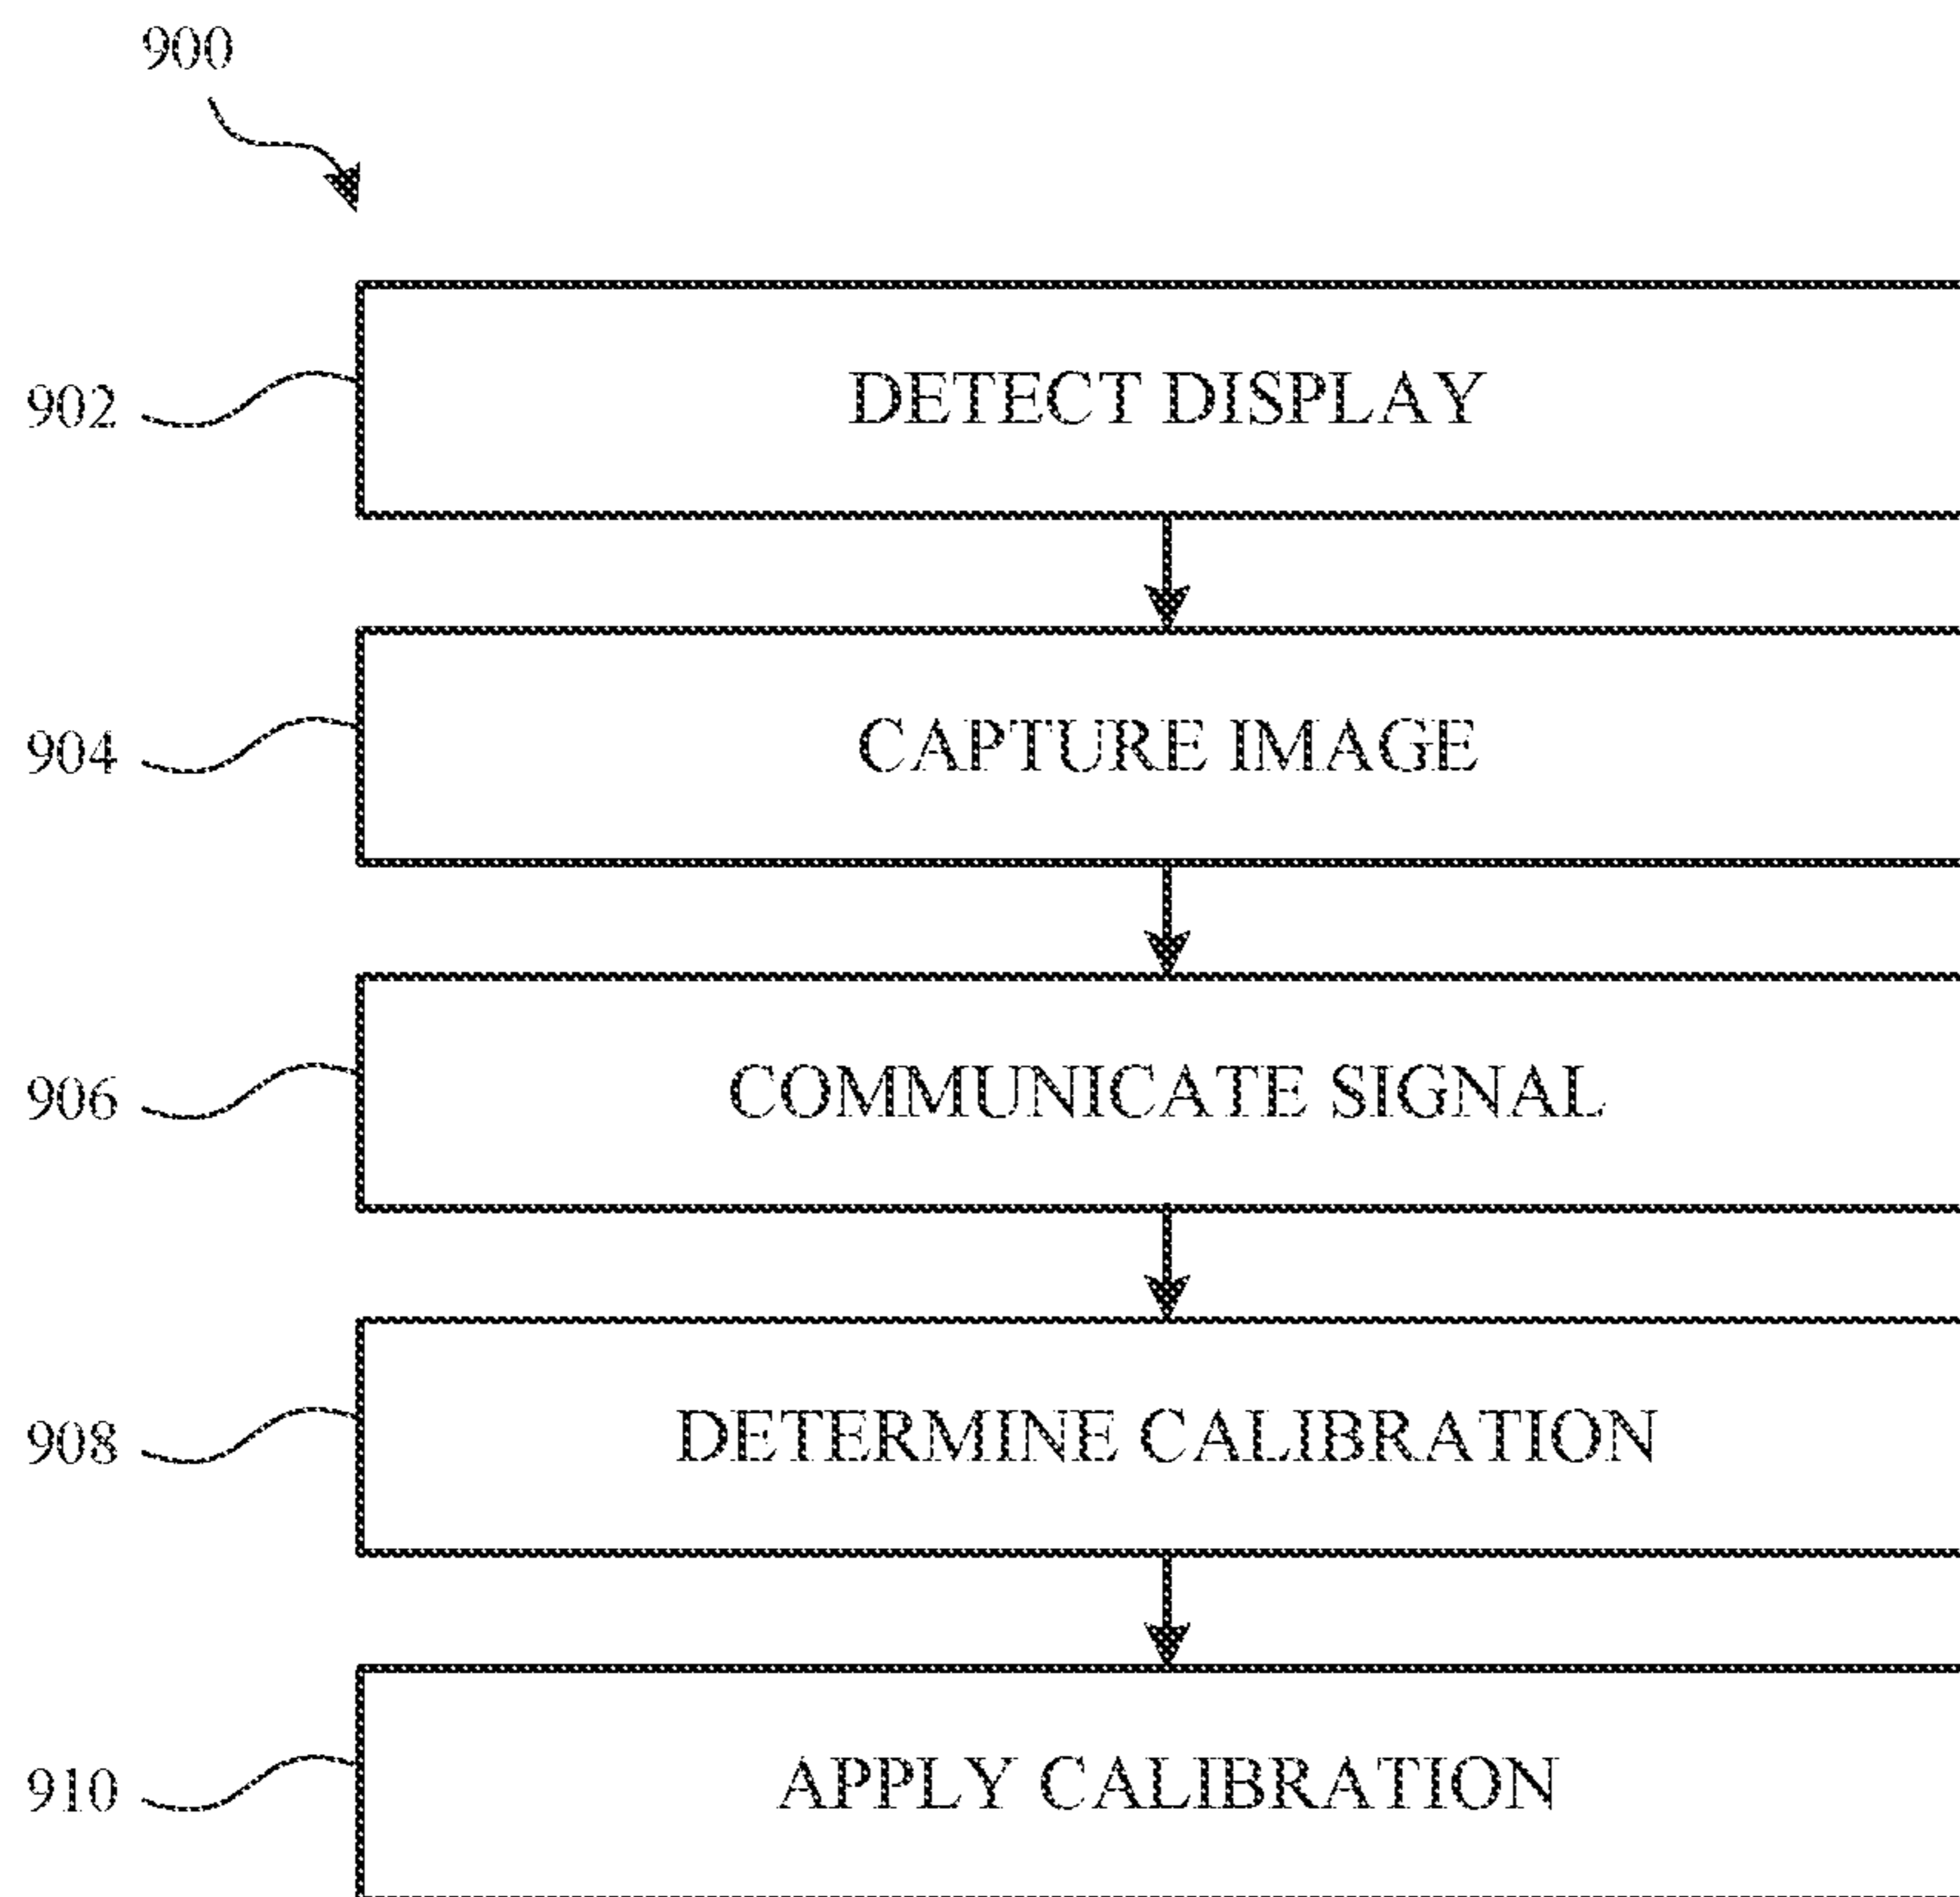 900
902 DETECT DISPLAY
904 CAPTURE IMAGE
906 COMMUNICATE SIGNAL
908 DETERMINE CALIBRATION
910 APPLY CALIBRATION